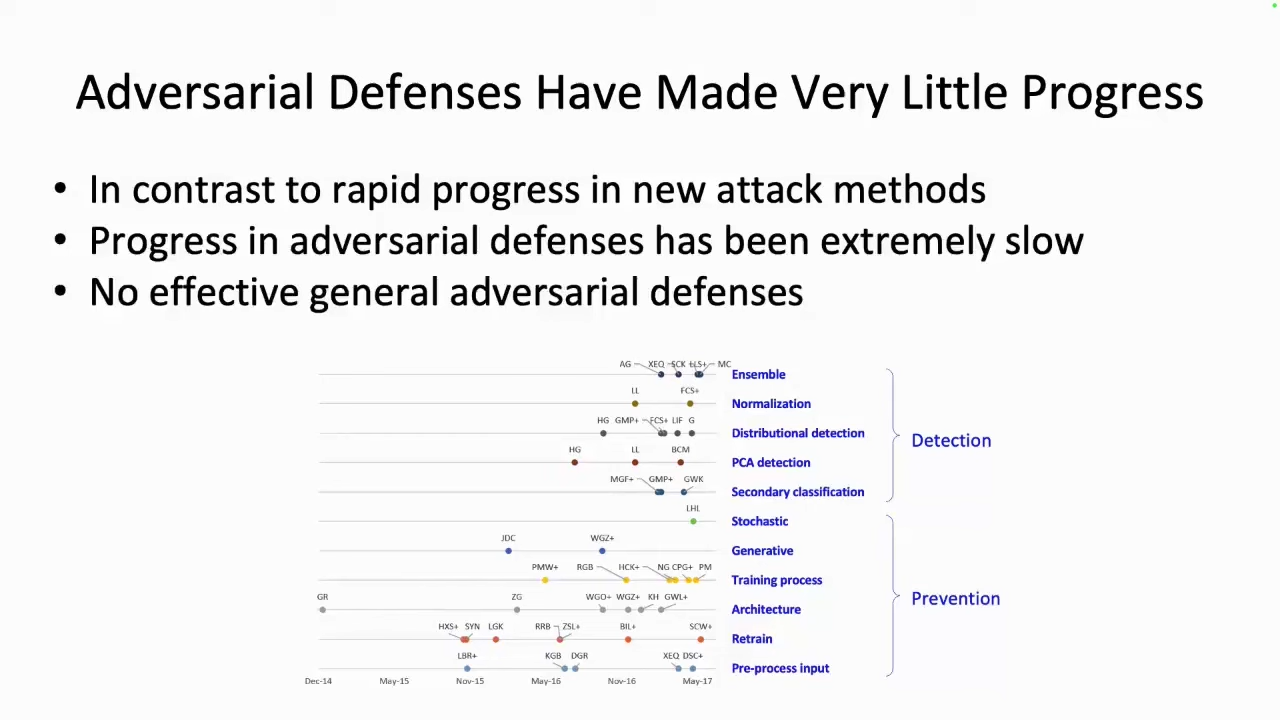 Adversarial Defenses Have Made Very Little Progress
• In contrast to rapid progress in new attack methods
• Progress in adversarial defenses has been extremely slow
• No effective general adversarial defenses
AG XEQ SCK LLS+ MC
Ensemble
LL FCS+
Normalization
HG GMP+ FCS+ LIF G
Distributional detection
Detection
HG LL BCM
PCA detection
MGF+ GMP+ GWK
Secondary classification
LHL
Stochastic
JDC WGZ+
Generative
PMW+ RGB HCK+ NG CPG+ PM
Training process
Prevention
GR ZG WGO+ WGZ+ KH GWL+
Architecture
HXS+ SYN LGK RRB ZSL+ BIL+ SCW+
Retrain
LBR+ KGB DGR XEQ DSC+
Pre-process input
Dec-14 May-15 Nov-15 May-16 Nov-16 May-17